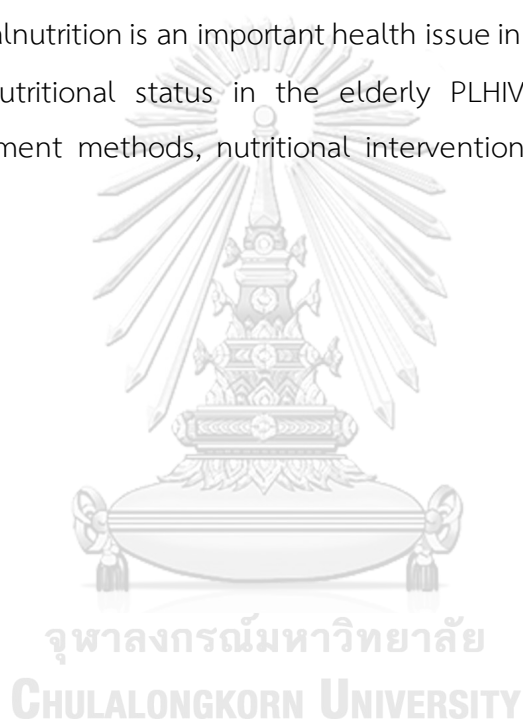 alnutrition is an important health issue in
utritional status in the elderly PLHIV
ment methods, nutritional intervention
จุฬาลงกรณ์มหาวิทยาลัย
CHULALONGKORN UNIVERSITY